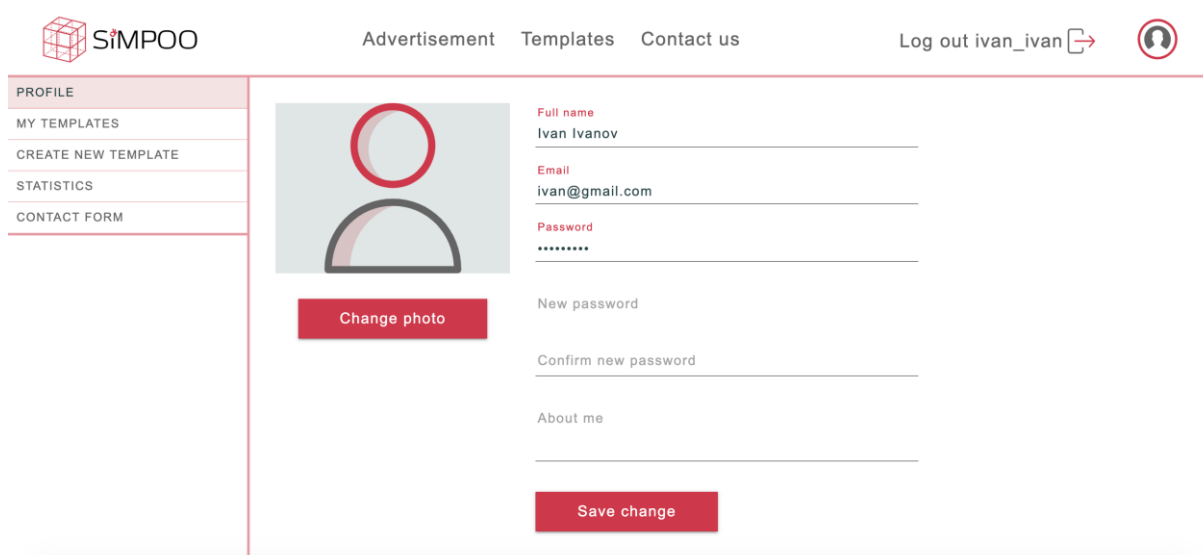 SiMPOO
Advertisement Templates Contact us
Log out ivan_ivan
PROFILE
MY TEMPLATES
CREATE NEW TEMPLATE
STATISTICS
CONTACT FORM
Change photo
Full name
Ivan Ivanov
Email
ivan@gmail.com
Password
•••••••••
New password
Confirm new password
About me
Save change